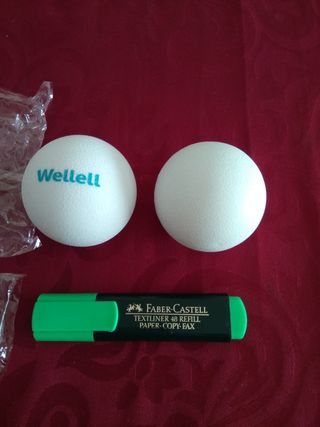 Wellell
FABER-CASTELL
TEXTLINER 48 REFILL
PAPER-COPY-FAX